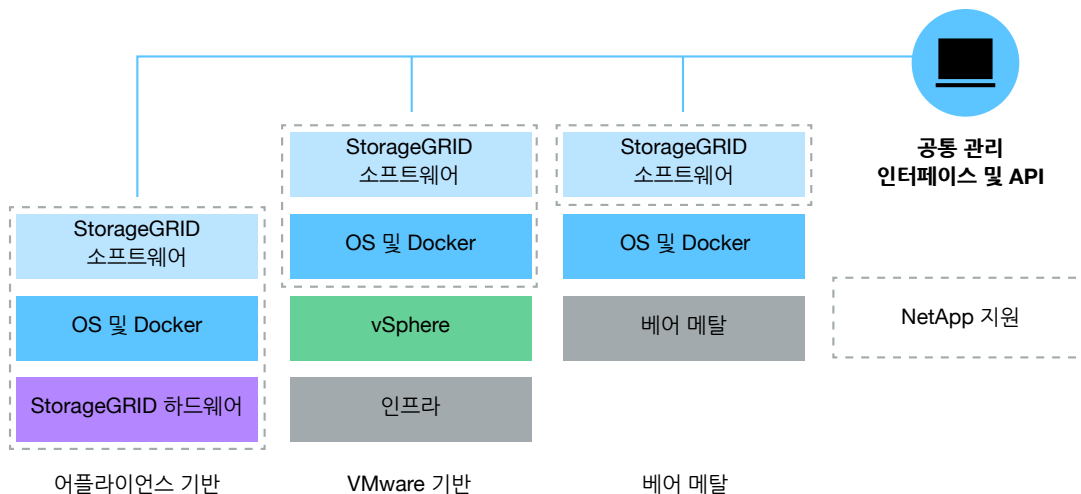 공통 관리
인터페이스 및 API
StorageGRID
소프트웨어
OS 및 Docker
StorageGRID 하드웨어
어플라이언스 기반
StorageGRID
소프트웨어
OS 및 Docker
vSphere
인프라
VMware 기반
StorageGRID
소프트웨어
OS 및 Docker
베어 메탈
베어 메탈
NetApp 지원